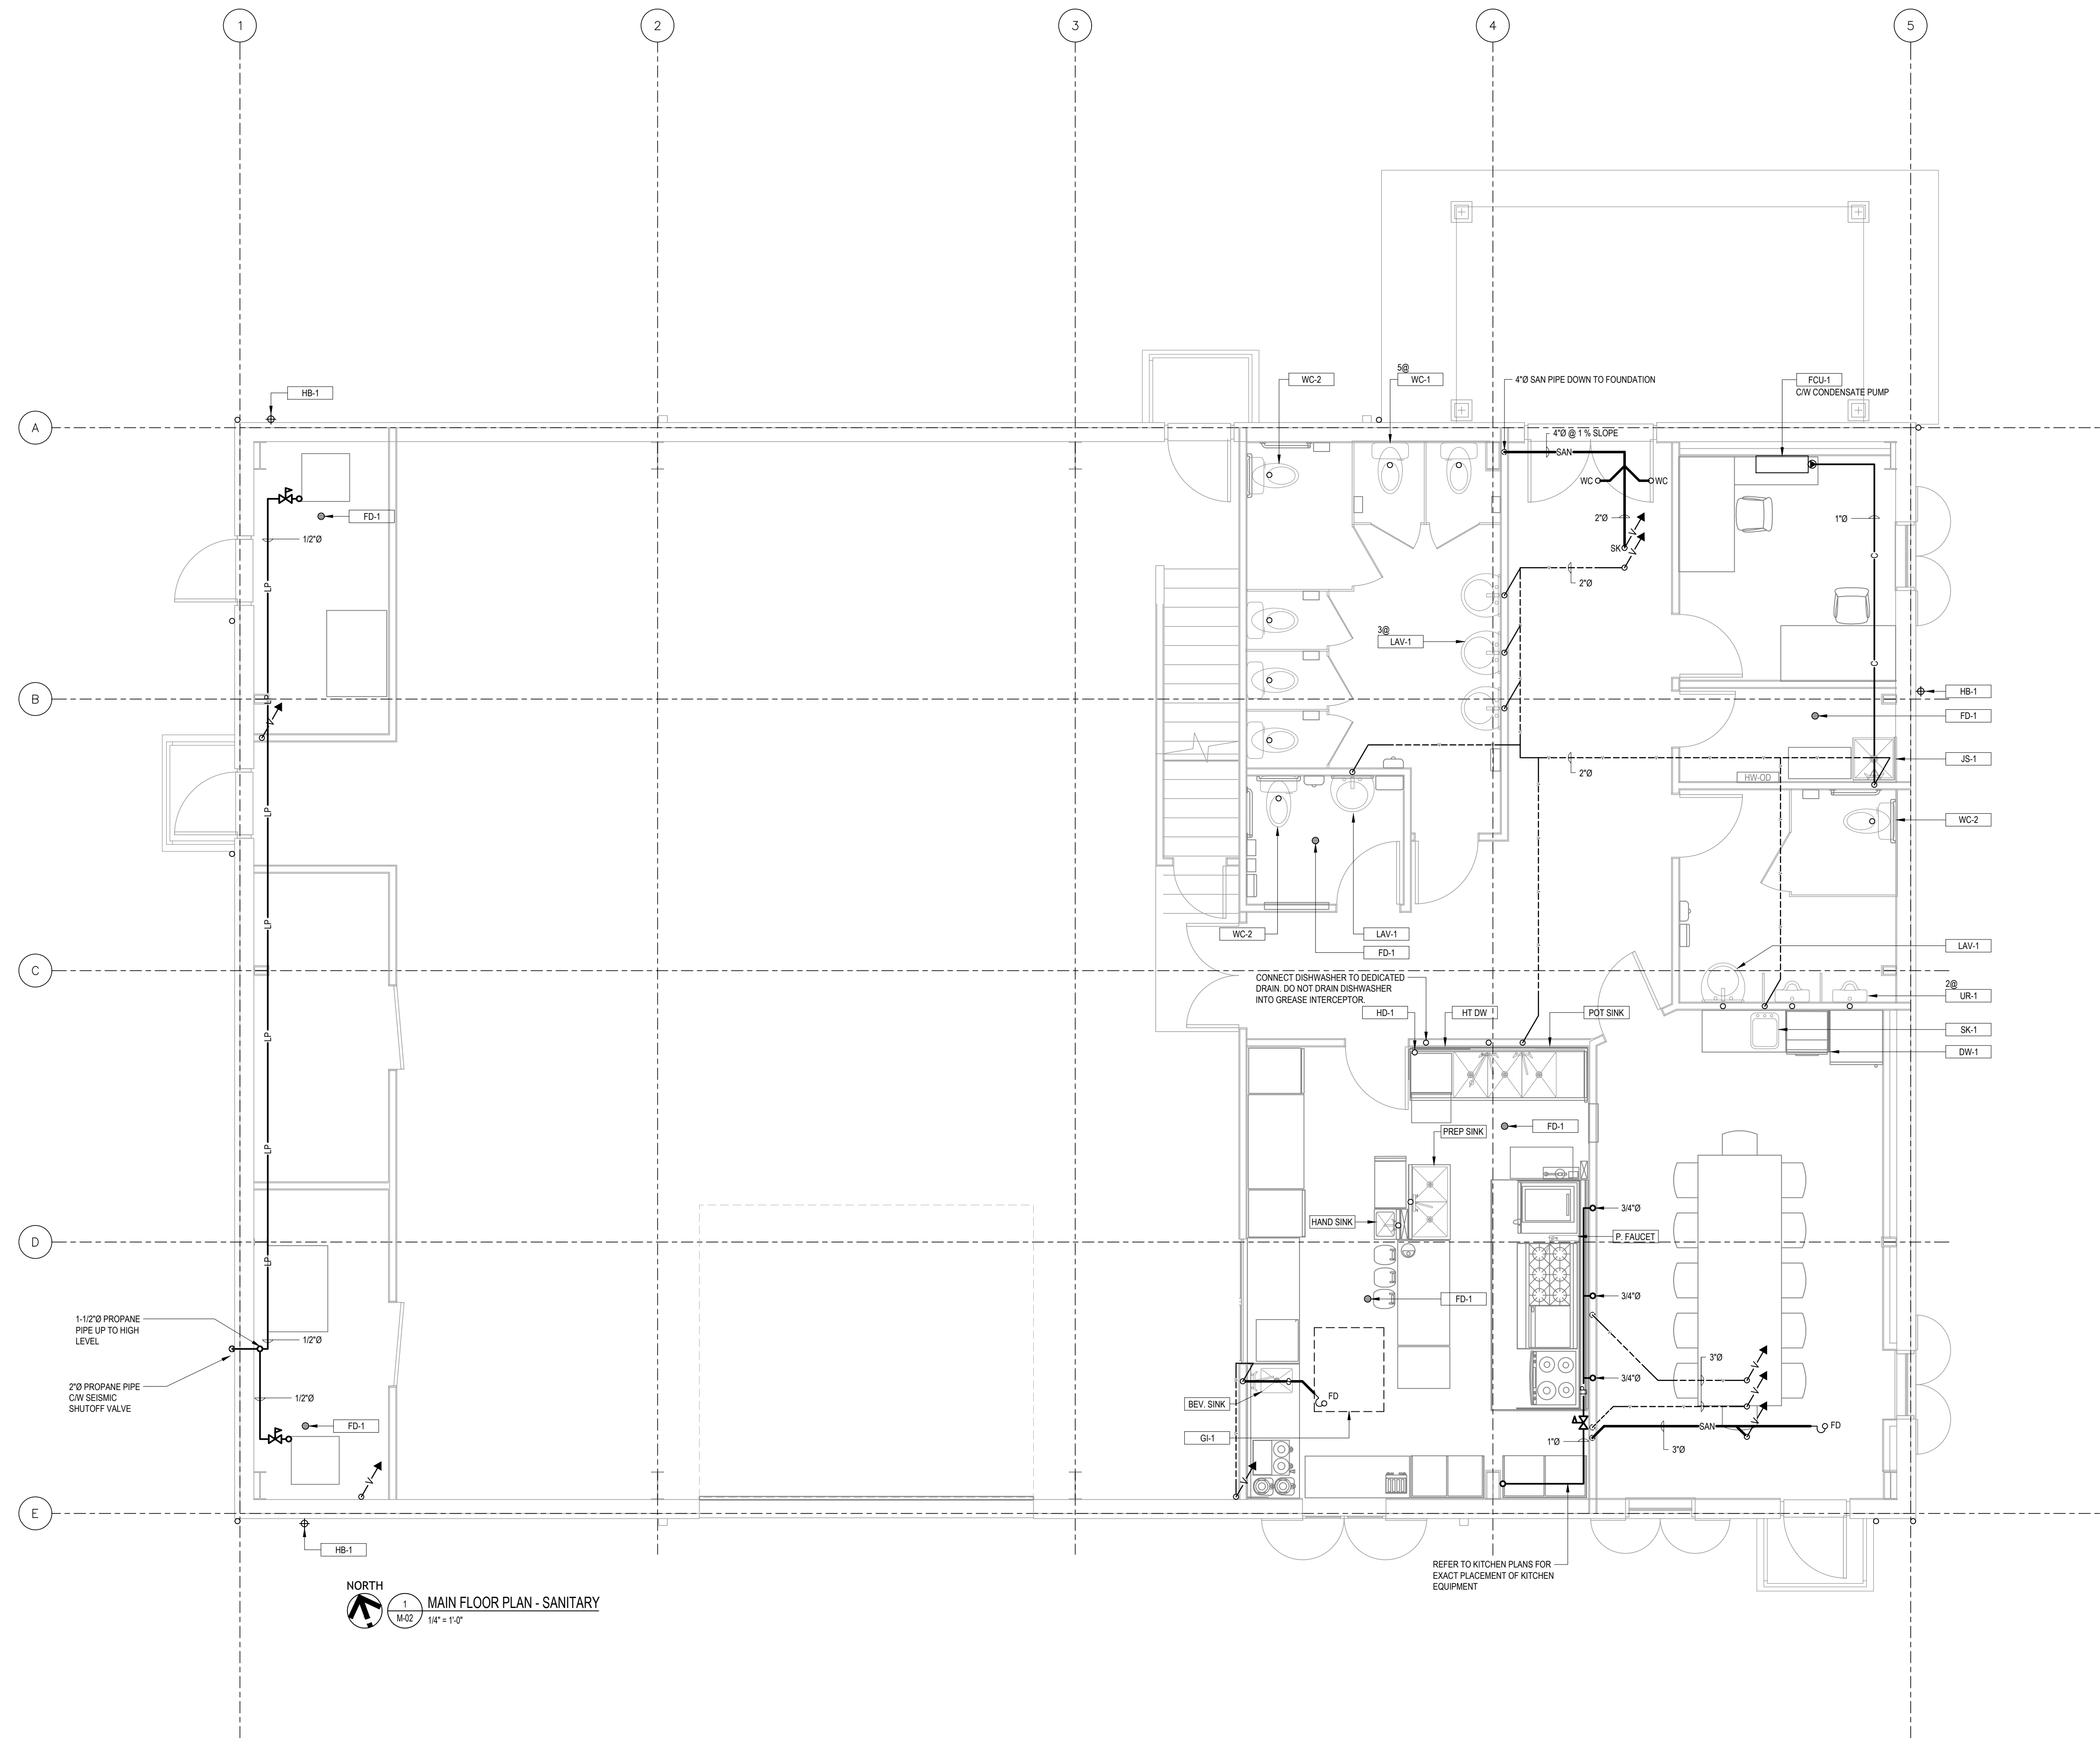 1
2
3
4
5
5@
WC-2
WC-1
4"Ø SAN PIPE DOWN TO FOUNDATION
FCU-1
C/W CONDENSATE PUMP
HB-1
A
4"Ø @ 1 % SLOPE
SAN
WC
WC
FD-1
2"Ø
1"Ø
1/2"Ø
V
SK
V
C
2"Ø
LP
3@
LAV-1
C
B
LP
HB-1
V
FD-1
2"Ø
JS-1
HW-OD
LP
WC-2
LP
WC-2
LAV-1
LAV-1
FD-1
C
CONNECT DISHWASHER TO DEDICATED
DRAIN. DO NOT DRAIN DISHWASHER
INTO GREASE INTERCEPTOR.
2@
UR-1
HD-1
HT DW
POT SINK
SK-1
LP
DW-1
FD-1
PREP SINK
LP
3/4"Ø
HAND SINK
P. FAUCET
D
LP
3/4"Ø
FD-1
1-1/2"Ø PROPANE
PIPE UP TO HIGH
LEVEL
1/2"Ø
3"Ø
V
3/4"Ø
2"Ø PROPANE PIPE
C/W SEISMIC
SHUTOFF VALVE
1/2"Ø
V
LP
FD
BEV. SINK
V
FD-1
SAN
FD
GI-1
1"Ø
3"Ø
V
V
E
HB-1
REFER TO KITCHEN PLANS FOR
EXACT PLACEMENT OF KITCHEN
EQUIPMENT
NORTH
1
MAIN FLOOR PLAN - SANITARY
M-02
1/4" = 1'-0"